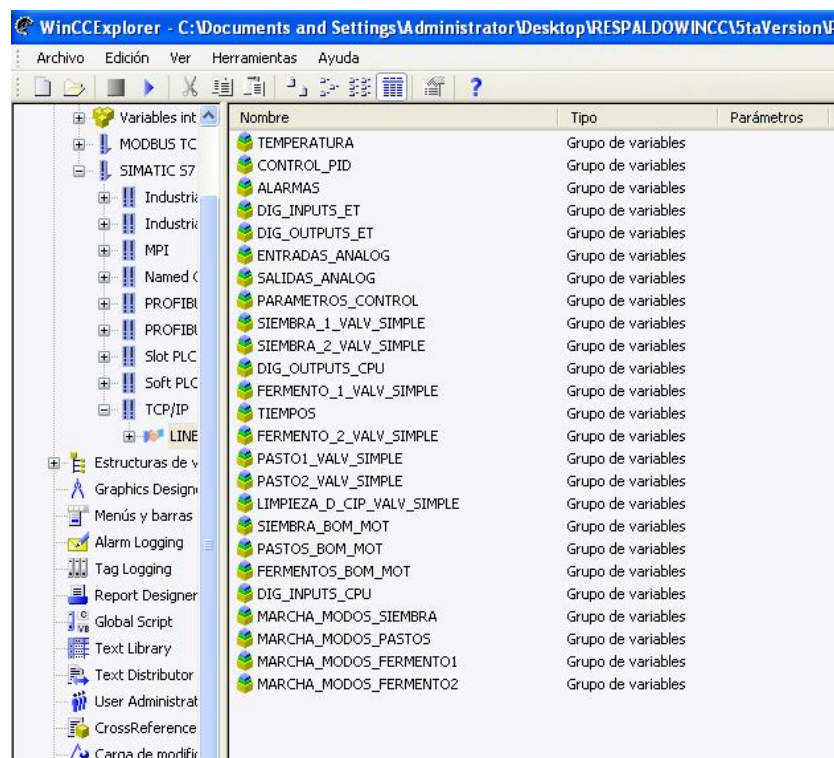 WinCCExplorer - C:\Documents and Settings\Administrator\Desktop\RESPALDOWINCC\5taVersion\
Archivo Edición Ver Herramientas Ayuda
Variables int
MODBUS TC
SIMATIC S7
Industria
Industria
MPI
Named
PROFIBU
PROFIBU
Slot PLC
Soft PLC
TCP/IP
LINE
Estructuras de v
Graphics Design
Menús y barras
Alarm Logging
Tag Logging
Report Designer
Global Script
Text Library
Text Distributor
User Administrat
CrossReference
Carga de modific
Nombre Tipo Parámetros
TEMPERATURA Grupo de variables
CONTROL_PID Grupo de variables
ALARMAS Grupo de variables
DIG_INPUTS_ET Grupo de variables
DIG_OUTPUTS_ET Grupo de variables
ENTRADAS_ANALOG Grupo de variables
SALIDAS_ANALOG Grupo de variables
PARAMETROS_CONTROL Grupo de variables
SIEMBRA_1_VALV_SIMPLE Grupo de variables
SIEMBRA_2_VALV_SIMPLE Grupo de variables
DIG_OUTPUTS_CPU Grupo de variables
FERMENTO_1_VALV_SIMPLE Grupo de variables
TIEMPOS Grupo de variables
FERMENTO_2_VALV_SIMPLE Grupo de variables
PASTO1_VALV_SIMPLE Grupo de variables
PASTO2_VALV_SIMPLE Grupo de variables
LIMPIEZA_D_CIP_VALV_SIMPLE Grupo de variables
SIEMBRA_BOM_MOT Grupo de variables
PASTOS_BOM_MOT Grupo de variables
FERMENTOS_BOM_MOT Grupo de variables
DIG_INPUTS_CPU Grupo de variables
MARCHA_MODOS_SIEMBRA Grupo de variables
MARCHA_MODOS_PASTOS Grupo de variables
MARCHA_MODOS_FERMENTO1 Grupo de variables
MARCHA_MODOS_FERMENTO2 Grupo de variables